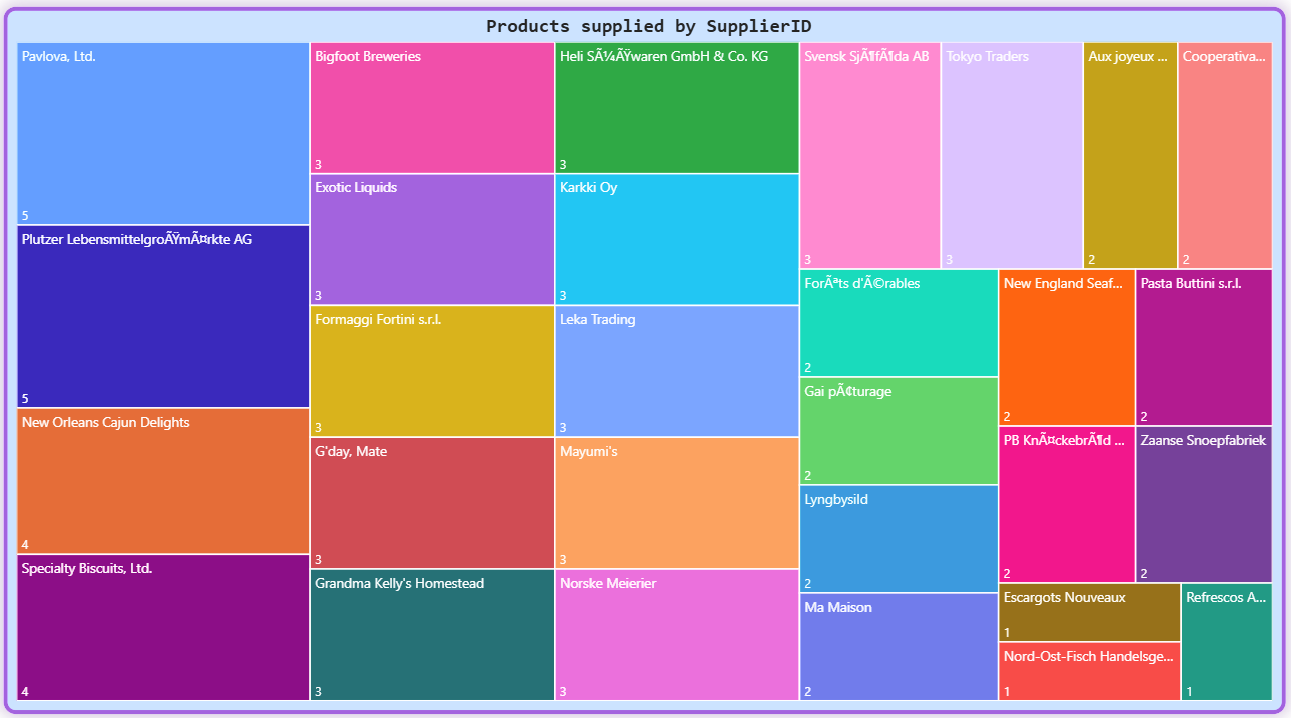 Products supplied by SupplierID
Pavlova, Ltd.
5
Plutzer LebensmittelgroÃŸmÃ¤rkte AG
5
New Orleans Cajun Delights
4
Specialty Biscuits, Ltd.
4
Bigfoot Breweries
3
Exotic Liquids
3
Formaggi Fortini s.r.l.
3
G'day, Mate
3
Grandma Kelly's Homestead
3
Heli SÃ¼ÃŸwaren GmbH & Co. KG
3
Karkki Oy
3
Leka Trading
3
Mayumi's
3
Norske Meierier
3
Svensk SjÃ¶fÃ¶da AB
3
Tokyo Traders
3
Aux joyeux ...
2
Cooperativa...
2
ForÃªts d'Ã©rables
2
Gai pÃ¢turage
2
Lyngbysild
2
Ma Maison
2
New England Seaf...
2
Pasta Buttini s.r.l.
2
PB KnÃ¤ckebrÃ¶d ...
2
Zaanse Snoepfabriek
2
Escargots Nouveaux
1
Nord-Ost-Fisch Handelsge...
1
Refrescos A...
1